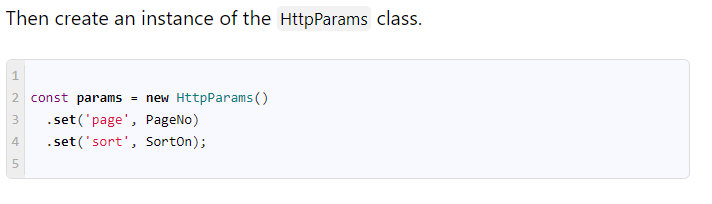 Then create an instance of the HttpParams class.
1
2 const params = new HttpParams()
3 .set('page', PageNo)
4 .set('sort', SortOn);
5